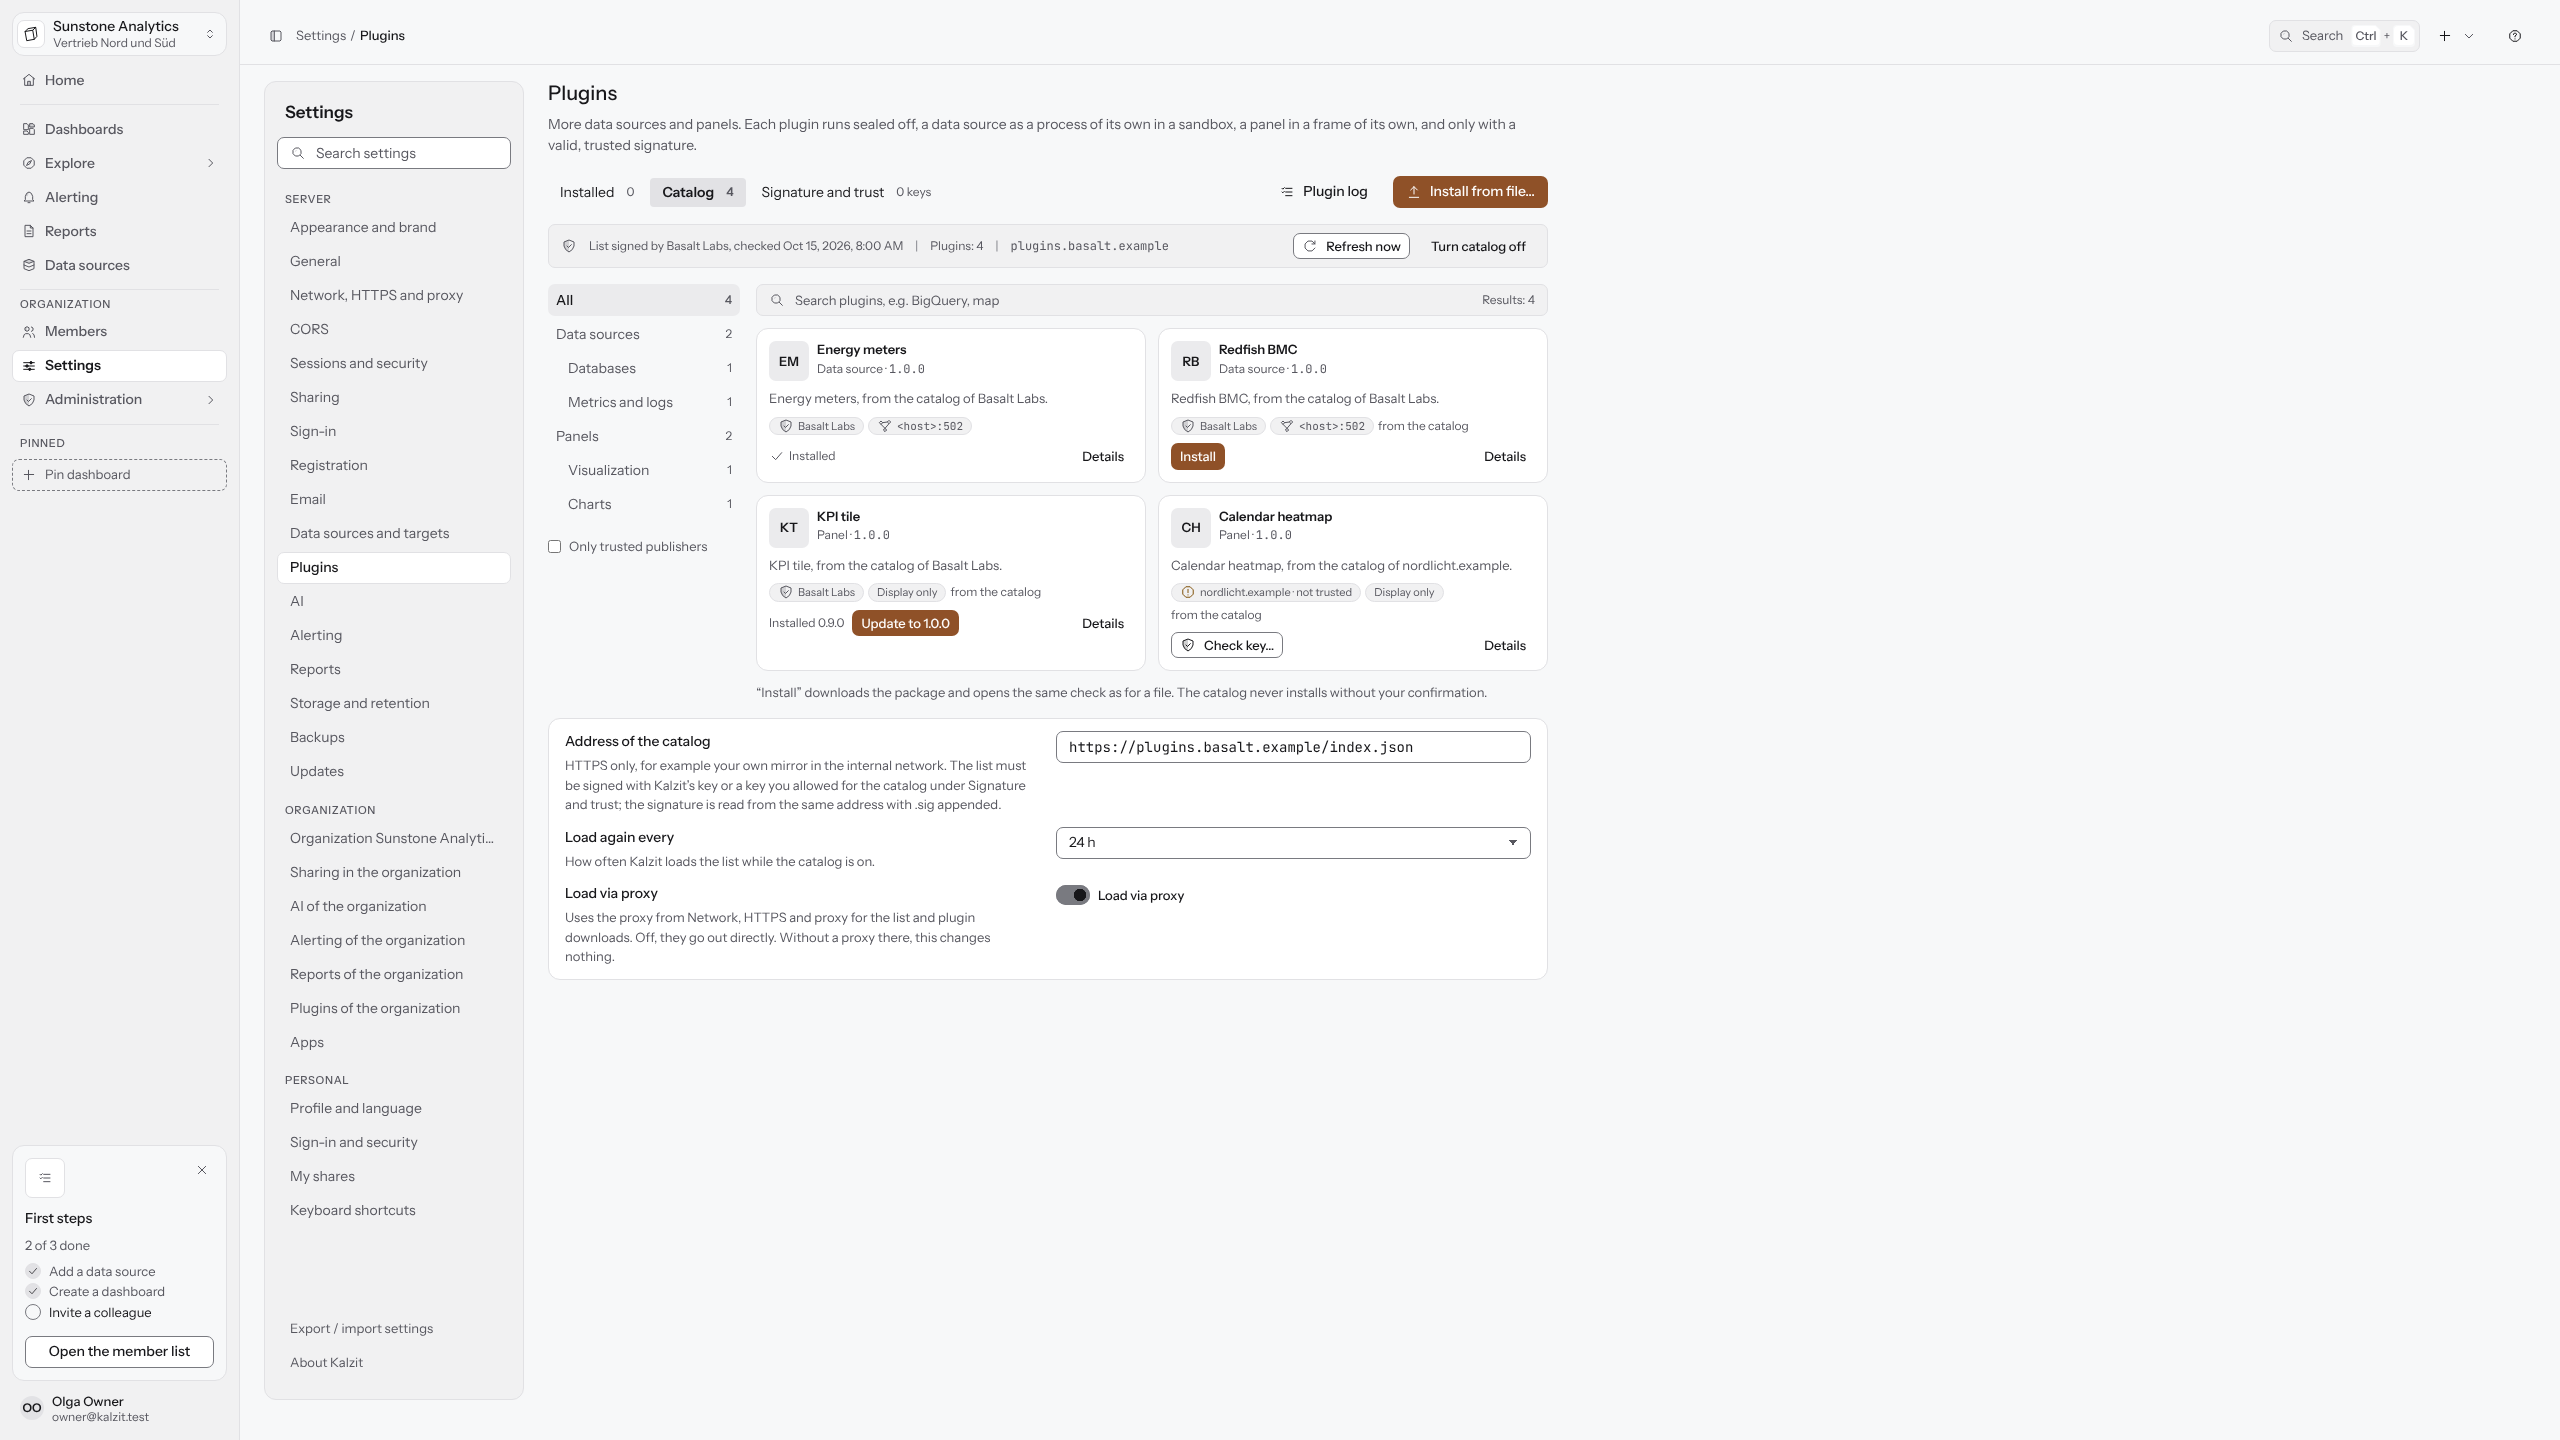 Sunstone Analytics
Vertrieb Nord und Süd
Home
Dashboards
Explore
Alerting
Reports
Data sources
ORGANIZATION
Members
Settings
Administration
PINNED
Pin dashboard
First steps
2 of 3 done
Add a data source
Create a dashboard
Invite a colleague
Open the member list
OO
Olga Owner
owner@kalzit.test
Settings / Plugins
Search Ctrl + K
Settings
Search settings
SERVER
Appearance and brand
General
Network, HTTPS and proxy
CORS
Sessions and security
Sharing
Sign-in
Registration
Email
Data sources and targets
Plugins
AI
Alerting
Reports
Storage and retention
Backups
Updates
ORGANIZATION
Organization Sunstone Analyti...
Sharing in the organization
AI of the organization
Alerting of the organization
Reports of the organization
Plugins of the organization
Apps
PERSONAL
Profile and language
Sign-in and security
My shares
Keyboard shortcuts
Export / import settings
About Kalzit
Plugins
More data sources and panels. Each plugin runs sealed off, a data source as a process of its own in a sandbox, a panel in a frame of its own, and only with a
valid, trusted signature.
Installed 0
Catalog 4
Signature and trust 0 keys
Plugin log
Install from file...
List signed by Basalt Labs, checked Oct 15, 2026, 8:00 AM | Plugins: 4 | plugins.basalt.example
Refresh now
Turn catalog off
All 4
Data sources 2
Databases 1
Metrics and logs 1
Panels 2
Visualization 1
Charts 1
Only trusted publishers
Search plugins, e.g. BigQuery, map
Results: 4
EM
Energy meters
Data source · 1.0.0
Energy meters, from the catalog of Basalt Labs.
Basalt Labs <host>:502
Installed
Details
RB
Redfish BMC
Data source · 1.0.0
Redfish BMC, from the catalog of Basalt Labs.
Basalt Labs <host>:502 from the catalog
Install
Details
KT
KPI tile
Panel · 1.0.0
KPI tile, from the catalog of Basalt Labs.
Basalt Labs Display only from the catalog
Installed 0.9.0 Update to 1.0.0
Details
CH
Calendar heatmap
Panel · 1.0.0
Calendar heatmap, from the catalog of nordlicht.example.
nordlicht.example · not trusted Display only
from the catalog
Check key...
Details
“Install” downloads the package and opens the same check as for a file. The catalog never installs without your confirmation.
Address of the catalog
HTTPS only, for example your own mirror in the internal network. The list must
be signed with Kalzit’s key or a key you allowed for the catalog under Signature
and trust; the signature is read from the same address with .sig appended.
https://plugins.basalt.example/index.json
Load again every
How often Kalzit loads the list while the catalog is on.
24 h
Load via proxy
Uses the proxy from Network, HTTPS and proxy for the list and plugin
downloads. Off, they go out directly. Without a proxy there, this changes
nothing.
Load via proxy